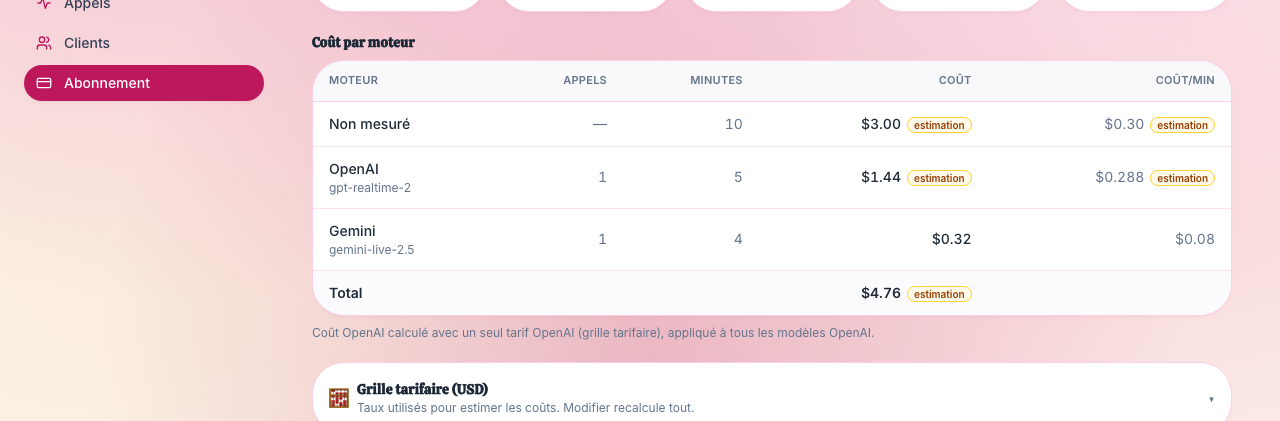 Appels
Clients
Abonnement
Coût par moteur
MOTEUR APPELS MINUTES COÛT COÛT/MIN
Non mesuré — 10 $3.00 estimation $0.30 estimation
OpenAI 1 5 $1.44 estimation $0.288 estimation
gpt-realtime-2
Gemini 1 4 $0.32 $0.08
gemini-live-2.5
Total $4.76 estimation
Coût OpenAI calculé avec un seul tarif OpenAI (grille tarifaire), appliqué à tous les modèles OpenAI.
Grille tarifaire (USD)
Taux utilisés pour estimer les coûts. Modifier recalcule tout.